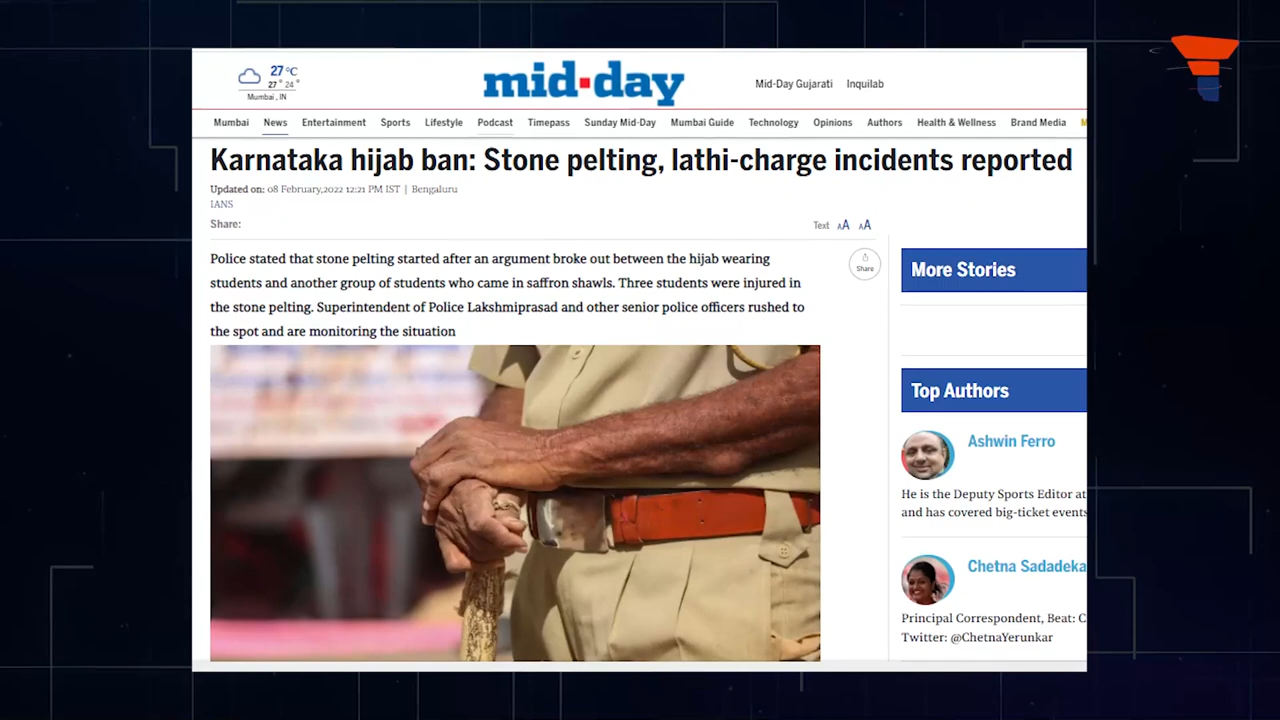 27 °C
27 ° 24 °
Mumbai , IN
mid-day
Mid-Day Gujarati Inquilab
Mumbai News Entertainment Sports Lifestyle Podcast Timepass Sunday Mid-Day Mumbai Guide Technology Opinions Authors Health & Wellness Brand Media M
Karnataka hijab ban: Stone pelting, lathi-charge incidents reported
Updated on: 08 February,2022 12:21 PM IST | Bengaluru
IANS
Share:
Text AA AA
Police stated that stone pelting started after an argument broke out between the hijab wearing
students and another group of students who came in saffron shawls. Three students were injured in
the stone pelting. Superintendent of Police Lakshmiprasad and other senior police officers rushed to
the spot and are monitoring the situation
Share
More Stories
Top Authors
Ashwin Ferro
He is the Deputy Sports Editor at
and has covered big-ticket events
Chetna Sadadeka
Principal Correspondent, Beat: C
Twitter: @ChetnaYerunkar